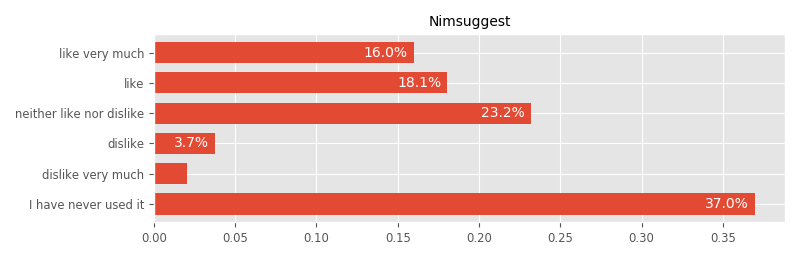 Nimsuggest
like very much 16.0%
like 18.1%
neither like nor dislike 23.2%
dislike 3.7%
dislike very much
I have never used it 37.0%
0.00 0.05 0.10 0.15 0.20 0.25 0.30 0.35